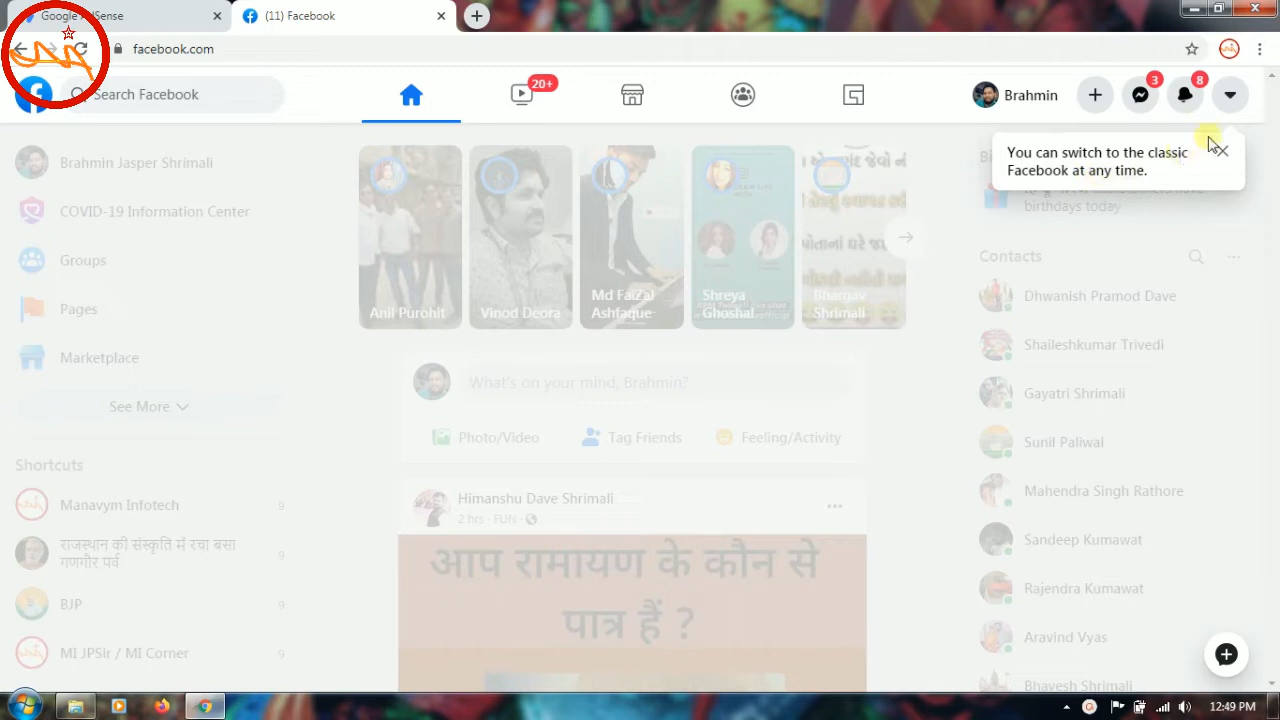 Google AdSense
(11) Facebook
facebook.com
Search Facebook
20+
Brahmin
3
8
You can switch to the classic
Facebook at any time.
birthdays today
Brahmin Jasper Shrimali
COVID-19 Information Center
Groups
Pages
Marketplace
See More
Shortcuts
Manavym Infotech 9
राजस्थान की संस्कृति में रचा बसा 9
गणगौर पर्व
BJP 9
MI JPSir / MI Corner 9
Anil Purohit
Vinod Deora
Md FaiZal
Ashfaque
Shreya
Ghoshal
Bhargav
Shrimali
What's on your mind, Brahmin?
Photo/Video
Tag Friends
Feeling/Activity
Himanshu Dave Shrimali
2 hrs · FUN ·
आप रामायण के कौन से
पात्र हैं ?
Contacts
Dhwanish Pramod Dave
Shaileshkumar Trivedi
Gayatri Shrimali
Sunil Paliwal
Mahendra Singh Rathore
Sandeep Kumawat
Rajendra Kumawat
Aravind Vyas
Bhavesh Shrimali
12:49 PM